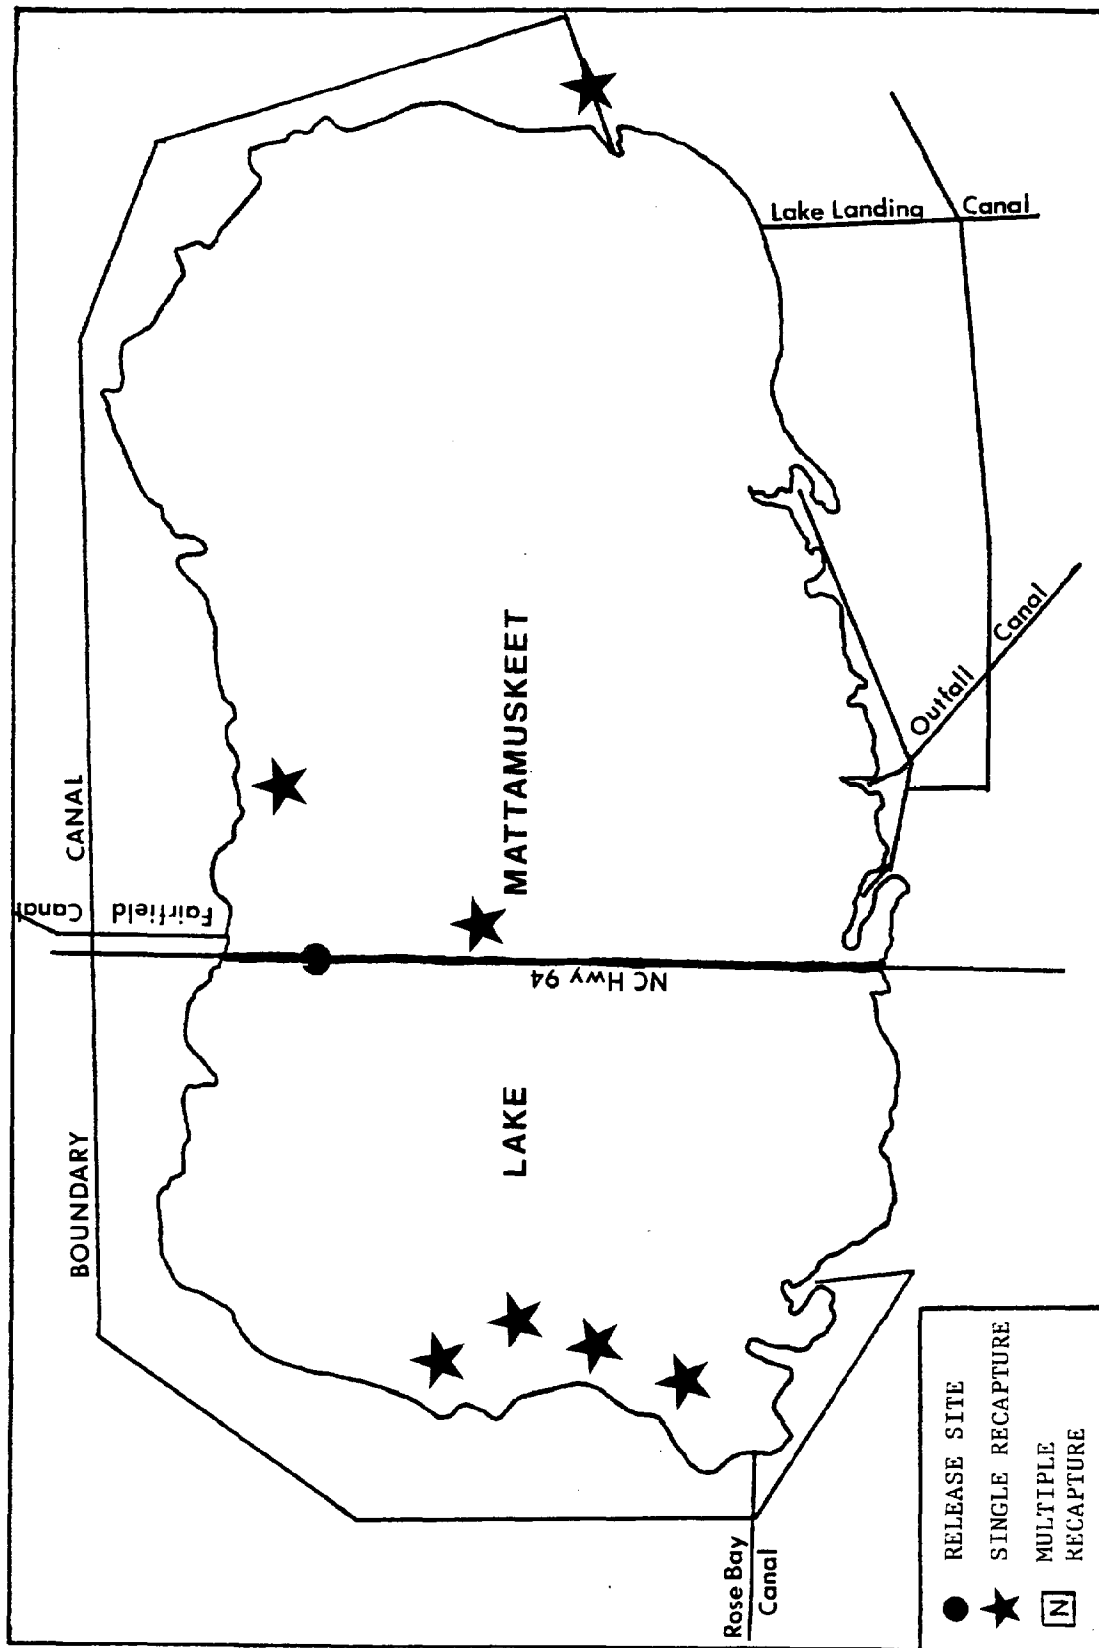 BOUNDARY
CANAL
Fairfield
Canal
Lake Landing
Canal
LAKE
MATTAMUSKEET
NC Hwy 94
Outfall
Canal
Rose Bay
Canal
RELEASE SITE
SINGLE RECAPTURE
N
MULTIPLE
RECAPTURE